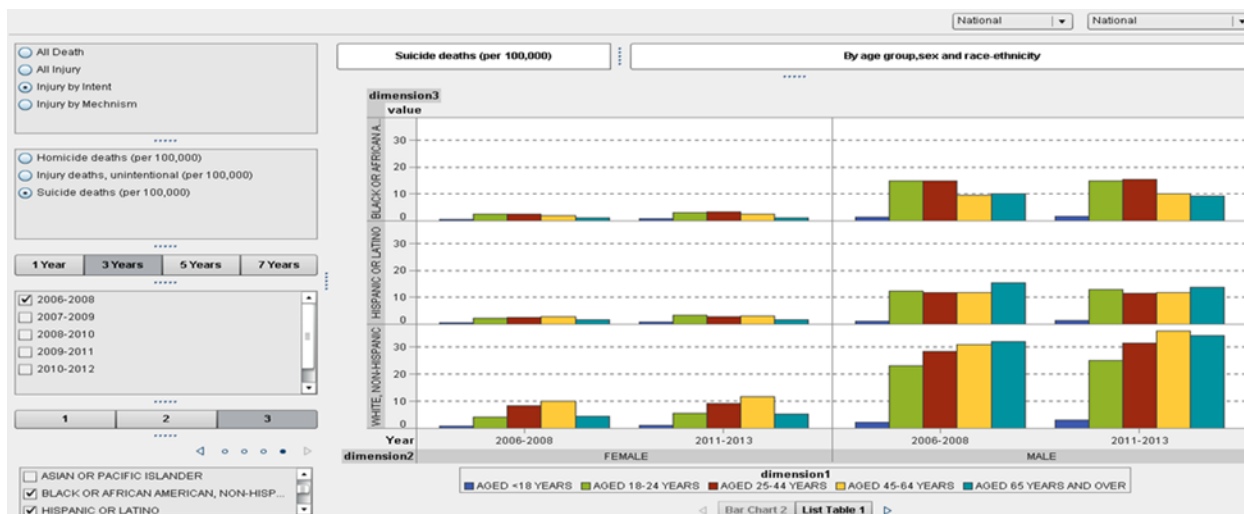 National
National
All Death
All Injury
Injury by Intent
Injury by Mechnism
Homicide deaths (per 100,000)
Injury deaths, unintentional (per 100,000)
Suicide deaths (per 100,000)
1 Year
3 Years
5 Years
7 Years
2006-2008
2007-2009
2008-2010
2009-2011
2010-2012
1
2
3
ASIAN OR PACIFIC ISLANDER
BLACK OR AFRICAN AMERICAN, NON-HISP...
HISPANIC OR LATINO
Suicide deaths (per 100,000)
By age group,sex and race-ethnicity
dimension3
value
BLACK OR AFRICAN A...
30
20
10
0
HISPANIC OR LATINO
30
20
10
0
WHITE, NON-HISPANIC
30
20
10
0
Year
2006-2008
2011-2013
2006-2008
2011-2013
dimension2
FEMALE
MALE
dimension1
AGED <18 YEARS
AGED 18-24 YEARS
AGED 25-44 YEARS
AGED 45-64 YEARS
AGED 65 YEARS AND OVER
Bar Chart 2
List Table 1